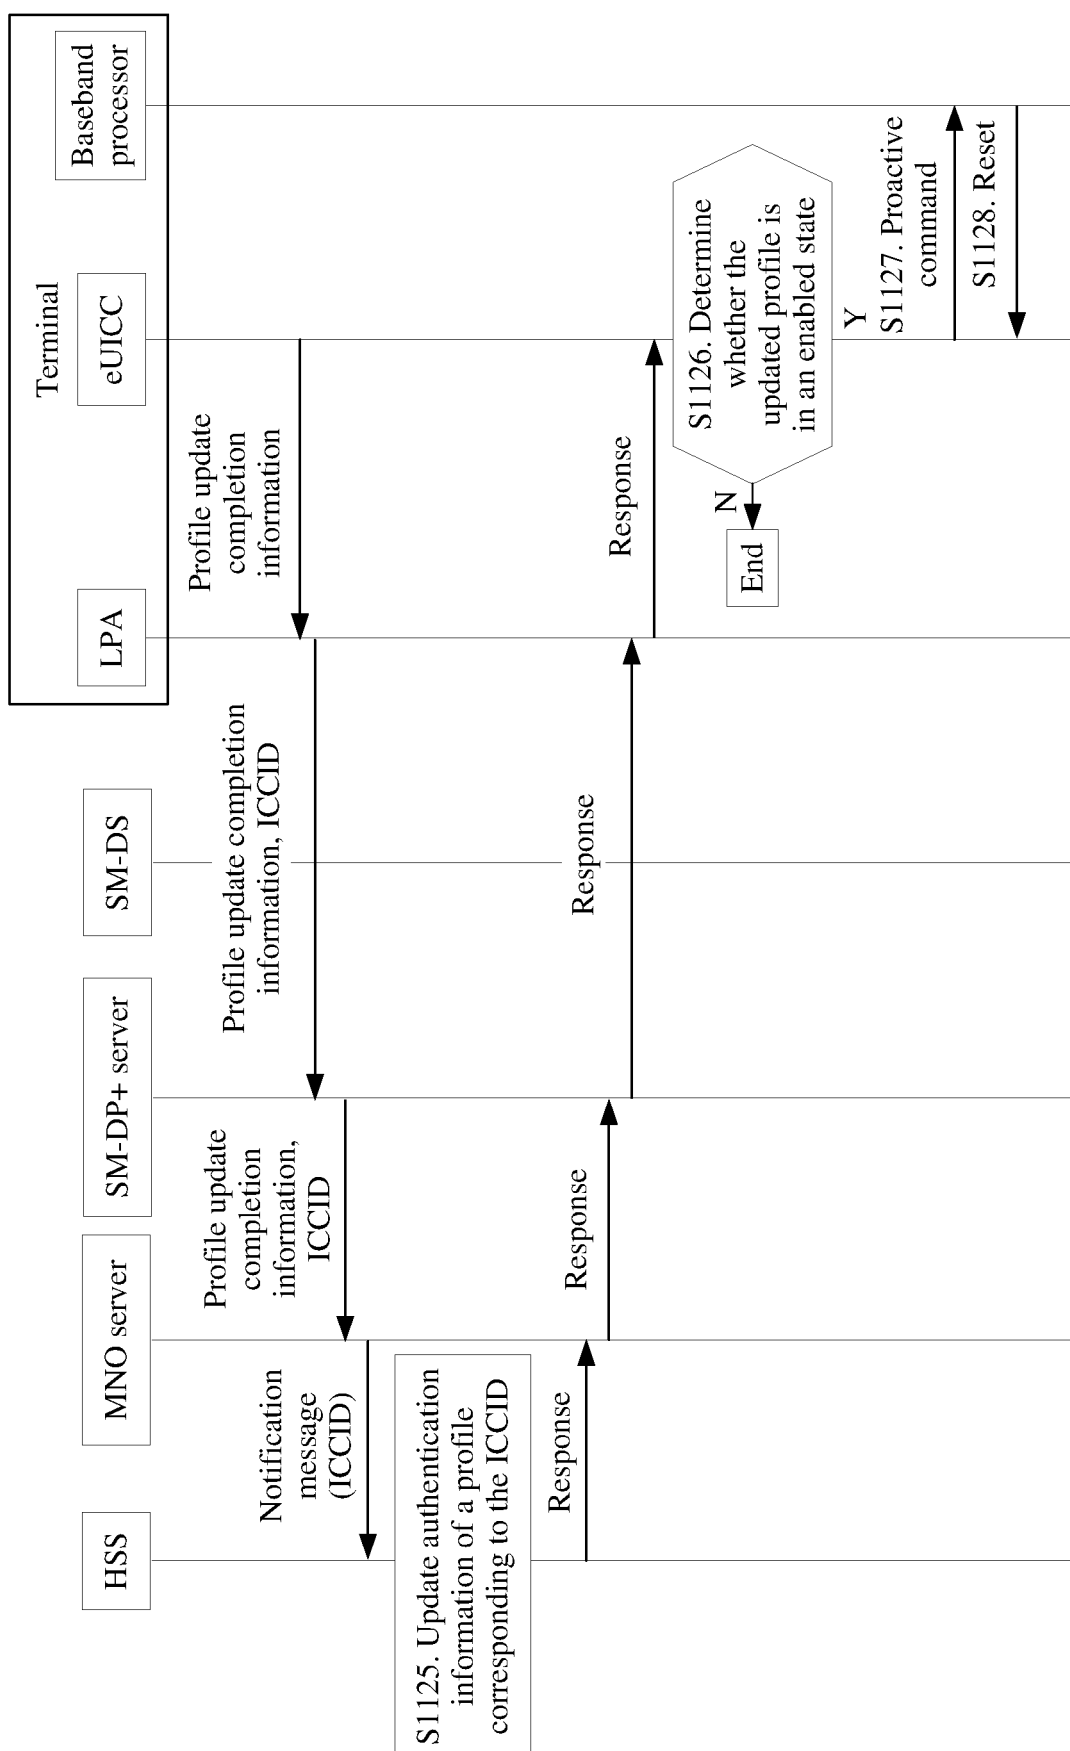 Terminal
HSS
MNO server
SM-DP+ server
SM-DS
LPA
eUICC
Baseband
processor
Profile update
completion
information
Profile update completion
information, ICCID
Profile update
completion
information,
ICCID
Notification
message
(ICCID)
S1125. Update authentication
information of a profile
corresponding to the ICCID
Response
Response
Response
Response
S1126. Determine
whether the
updated profile is
in an enabled state
N
End
Y
S1127. Proactive
command
S1128. Reset